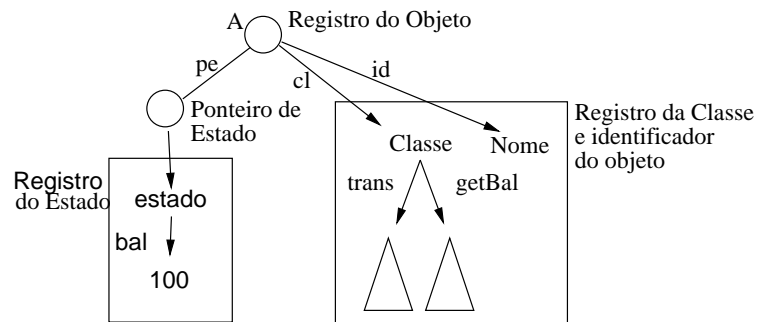 A
Registro do Objeto
pe
cl
id
Ponteiro de
Estado
Registro da Classe
e identificador
do objeto
Classe
Nome
Registro
do Estado
estado
trans
getBal
bal
100